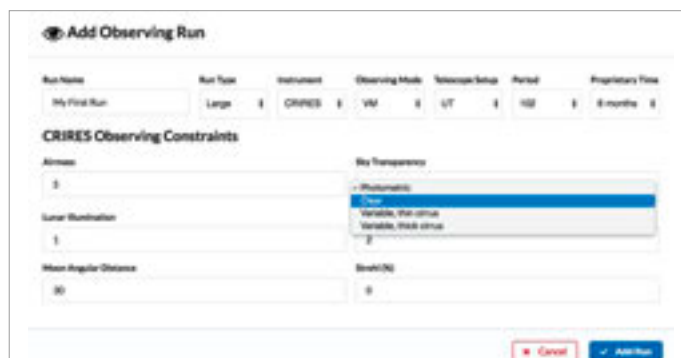 Add Observing Run
Run Name Run Type Instrument Observing Mode Telescope Setup Period Proprietary Time
My First Run Large CRIRES VM UT 102 6 months
CRIRES Observing Constraints
Airmass Sky Transparency
3
Photometric
Clear
Variable, thin cirrus
Variable, thick cirrus
Lunar Illumination
1 2
Moon Angular Distance Strehl (%)
30 0
Cancel Add Run